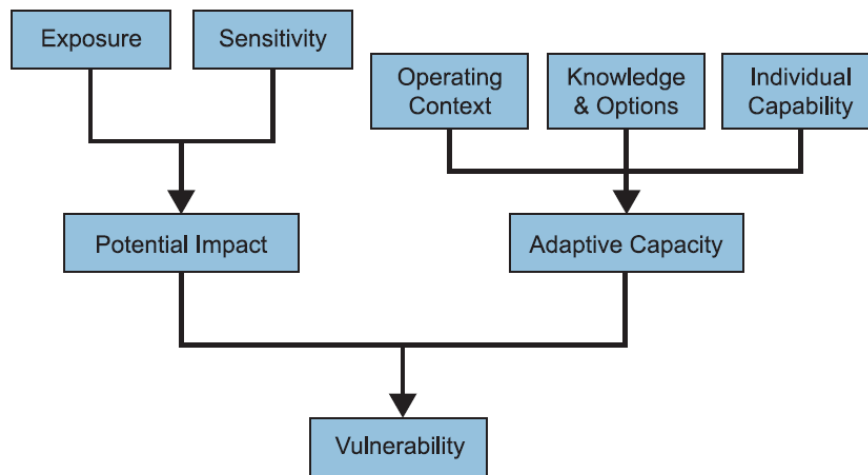 Exposure
Sensitivity
Operating
Context
Knowledge
& Options
Individual
Capability
Potential Impact
Adaptive Capacity
Vulnerability